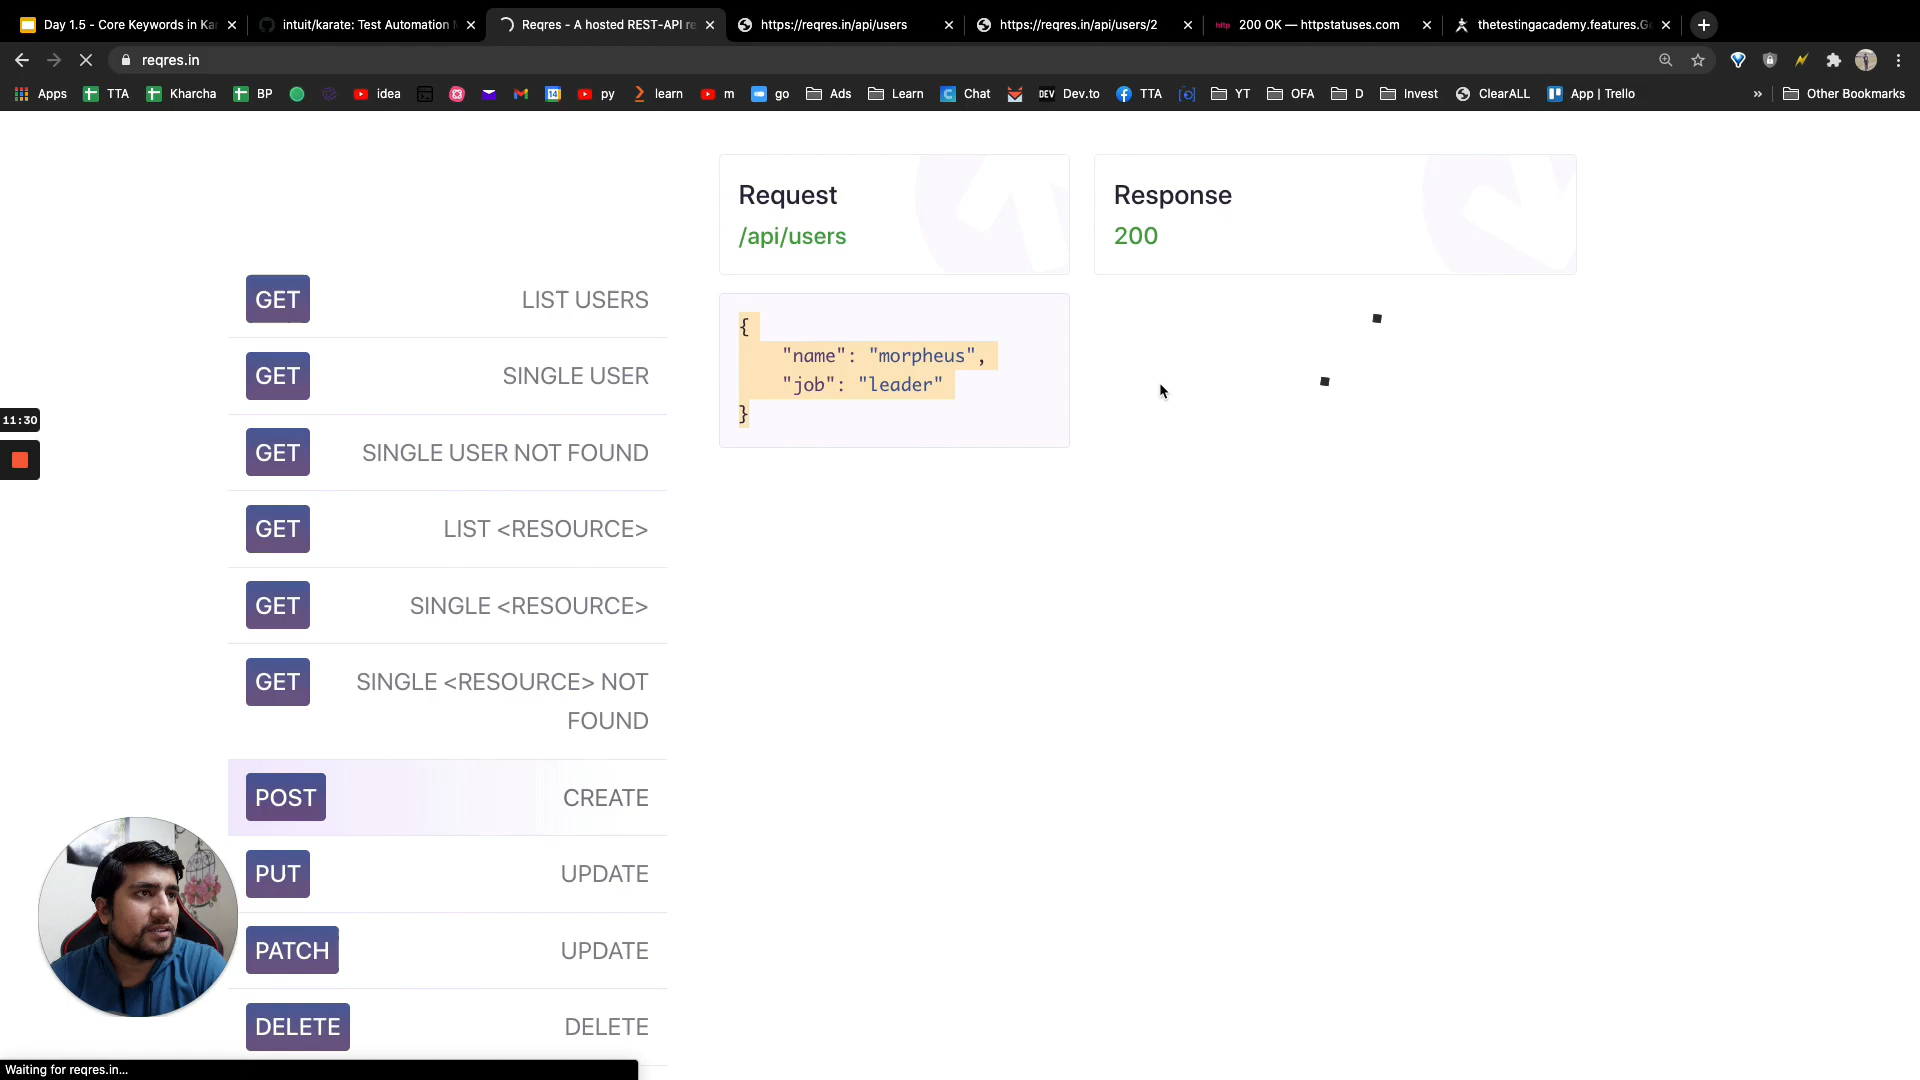 Day 1.5 - Core Keywords in Ka
intuit/karate: Test Automation
Reqres - A hosted REST-API re
https://reqres.in/api/users
https://reqres.in/api/users/2
200 OK — httpstatuses.com
thetestingacademy.features.Ge
reqres.in
Apps
TTA
Kharcha
BP
idea
py
learn
m
go
Ads
Learn
Chat
DEV
Dev.to
TTA
YT
OFA
D
Invest
ClearALL
App | Trello
»
Other Bookmarks
Request
/api/users
Response
200
{
"name": "morpheus",
"job": "leader"
}
GET LIST USERS
GET SINGLE USER
11:30
GET SINGLE USER NOT FOUND
GET LIST <RESOURCE>
GET SINGLE <RESOURCE>
GET SINGLE <RESOURCE> NOT
FOUND
POST CREATE
PUT UPDATE
PATCH UPDATE
DELETE DELETE
Waiting for reqres.in...